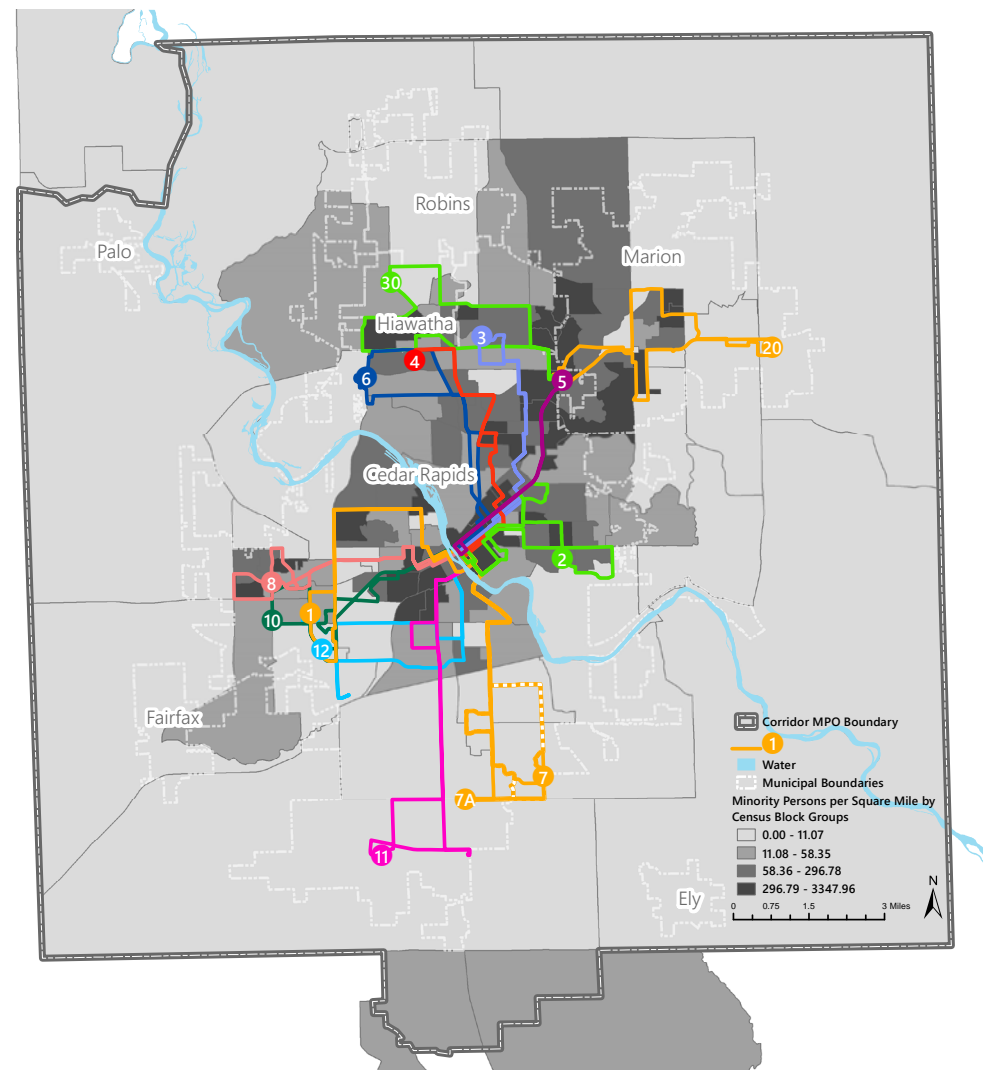 Robins
Palo
Marion
30
Hiawatha
3
4
20
6
5
Cedar Rapids
2
8
10
1
12
Fairfax
7
7A
11
Ely
Corridor MPO Boundary
1
Water
Municipal Boundaries
Minority Persons per Square Mile by
Census Block Groups
0.00 - 11.07
11.08 - 58.35
58.36 - 296.78
296.79 - 3347.96
N
0 0.75 1.5 3 Miles